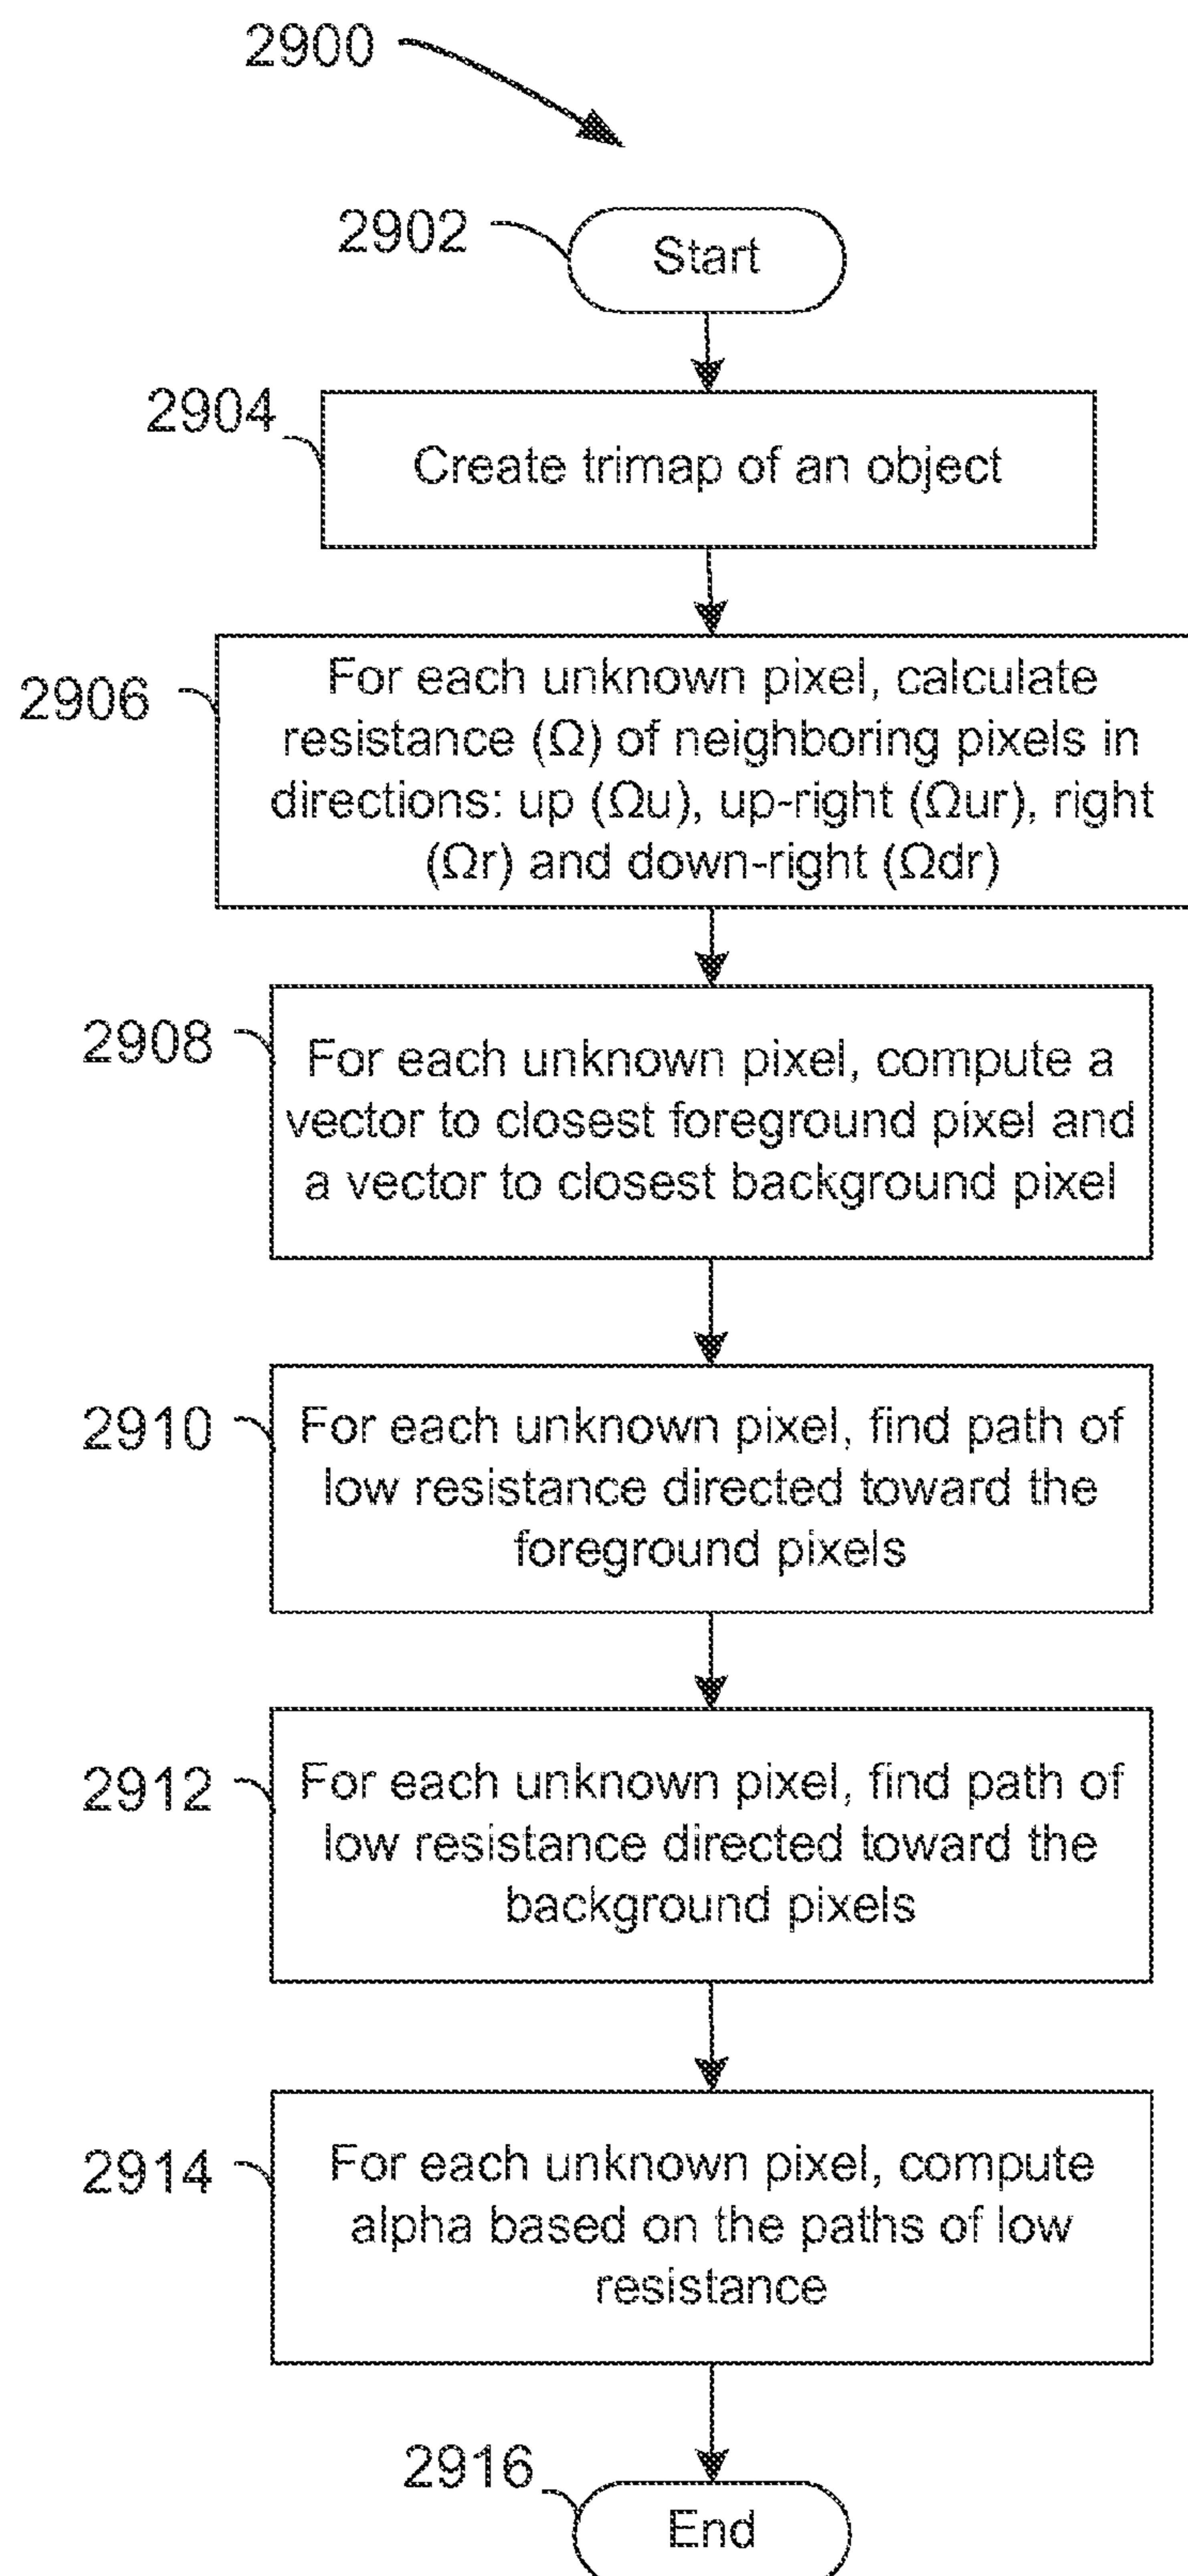 2900
2902
Start
2904
Create trimap of an object
2906
For each unknown pixel, calculate
resistance (Ω) of neighboring pixels in
directions: up (Ωu), up-right (Ωur), right
(Ωr) and down-right (Ωdr)
2908
For each unknown pixel, compute a
vector to closest foreground pixel and
a vector to closest background pixel
2910
For each unknown pixel, find path of
low resistance directed toward the
foreground pixels
2912
For each unknown pixel, find path of
low resistance directed toward the
background pixels
2914
For each unknown pixel, compute
alpha based on the paths of low
resistance
2916
End